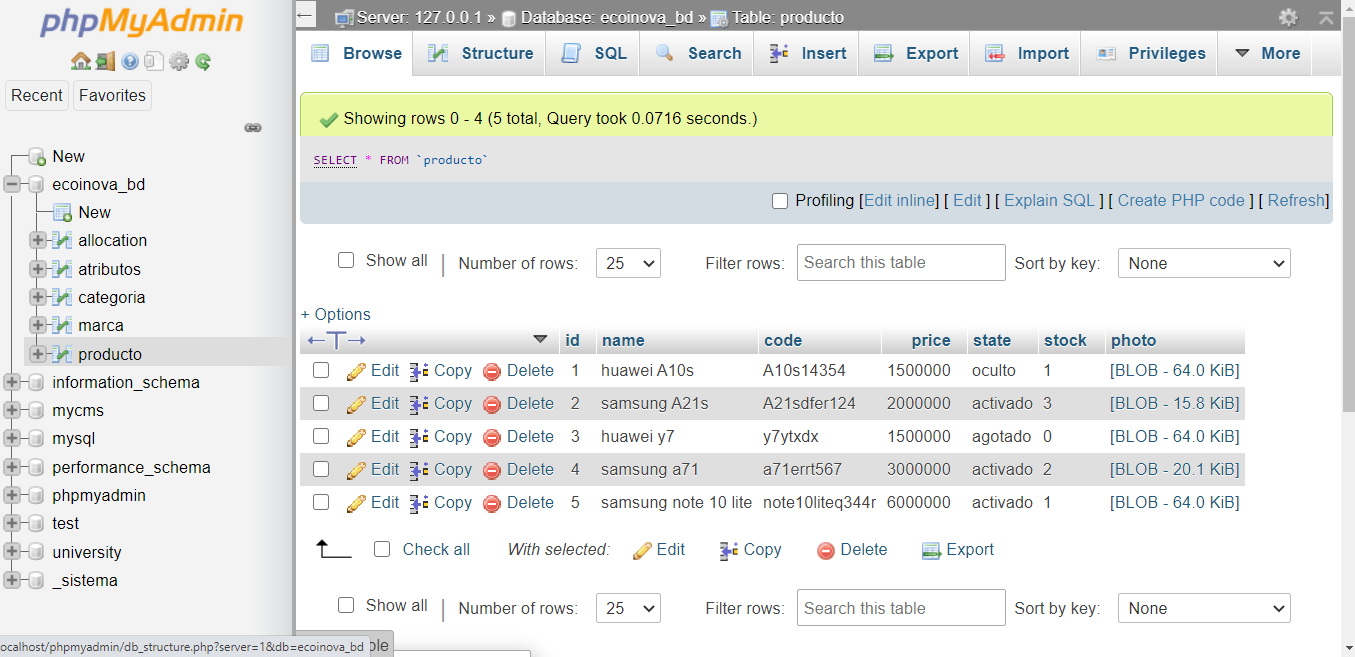 phpMyAdmin
Recent Favorites
New
ecoinova_bd
New
allocation
atributos
categoria
marca
producto
information_schema
mycms
mysql
performance_schema
phpmyadmin
test
university
_sistema
localhost/phpmyadmin/db_structure.php?server=1&db=ecoinova_bd
Server: 127.0.0.1 » Database: ecoinova_bd » Table: producto
Browse Structure SQL Search Insert Export Import Privileges More
Showing rows 0 - 4 (5 total, Query took 0.0716 seconds.)
SELECT * FROM `producto`
Profiling [Edit inline] [ Edit ] [ Explain SQL ] [ Create PHP code ] [ Refresh]
Show all | Number of rows: 25 Filter rows: Search this table Sort by key: None
+ Options
←T→ id name code price state stock photo
Edit Copy Delete 1 huawei A10s A10s14354 1500000 oculto 1 [BLOB - 64.0 KiB]
Edit Copy Delete 2 samsung A21s A21sdfer124 2000000 activado 3 [BLOB - 15.8 KiB]
Edit Copy Delete 3 huawei y7 y7ytxdx 1500000 agotado 0 [BLOB - 64.0 KiB]
Edit Copy Delete 4 samsung a71 a71errt567 3000000 activado 2 [BLOB - 20.1 KiB]
Edit Copy Delete 5 samsung note 10 lite note10liteq344r 6000000 activado 1 [BLOB - 64.0 KiB]
Check all With selected: Edit Copy Delete Export
Show all | Number of rows: 25 Filter rows: Search this table Sort by key: None